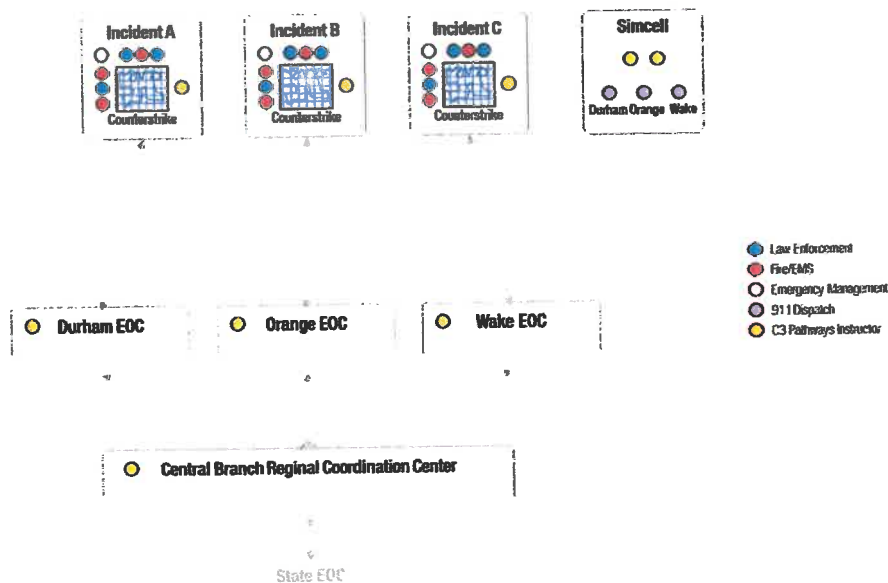 Incident A
Counterstrike
Incident B
Counterstrike
Incident C
Counterstrike
Simcell
Durham Orange Wake
Law Enforcement
Fire/EMS
Emergency Management
911 Dispatch
C3 Pathways Instructor
Durham EOC
Orange EOC
Wake EOC
Central Branch Reginal Coordination Center
State EOC